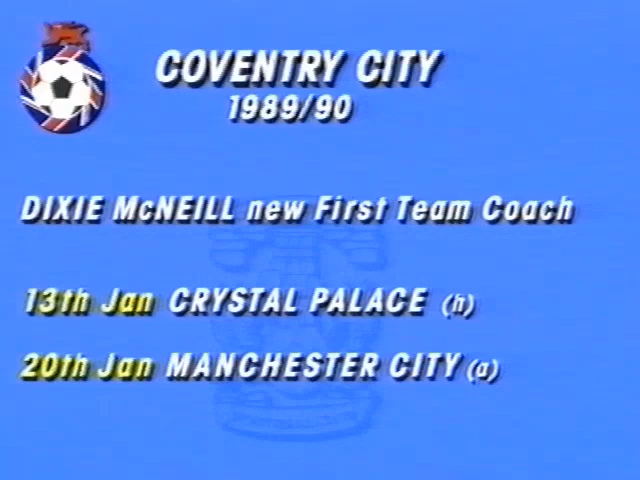 COVENTRY CITY
1989/90
DIXIE McNEILL new First Team Coach
13th Jan CRYSTAL PALACE (h)
20th Jan MANCHESTER CITY (a)